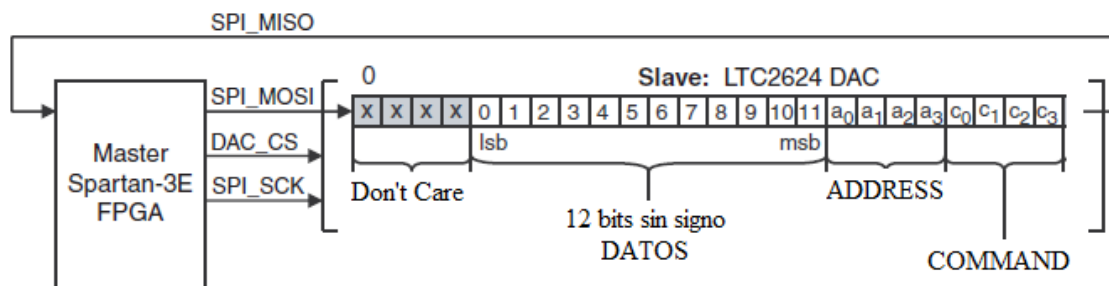 SPI_MISO
0
Slave: LTC2624 DAC
SPI_MOSI
X X X X 0 1 2 3 4 5 6 7 8 9 10 11 a0 a1 a2 a3 c0 c1 c2 c3
lsb msb
Master
Spartan-3E
FPGA
DAC_CS
SPI_SCK
Don't Care
12 bits sin signo
DATOS
ADDRESS
COMMAND